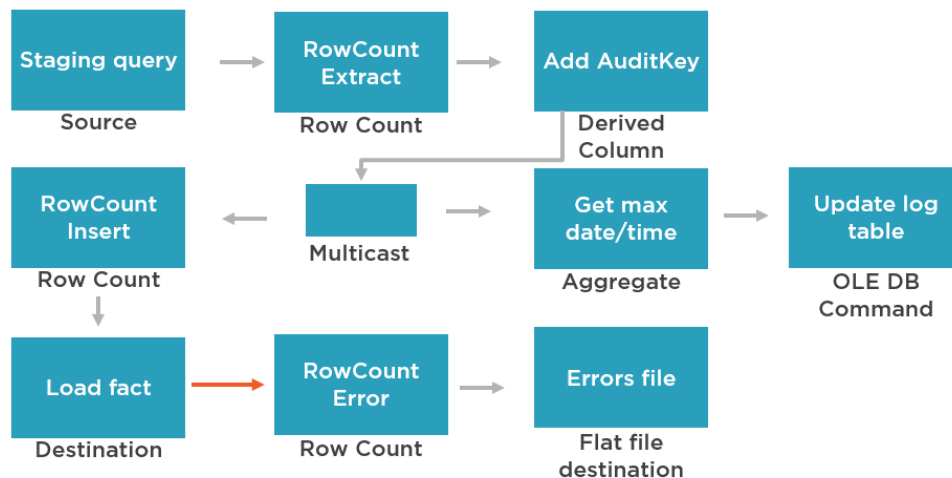 Staging query
Source
RowCount
Extract
Row Count
Add AuditKey
Derived
Column
RowCount
Insert
Row Count
Multicast
Get max
date/time
Aggregate
Update log
table
OLE DB
Command
Load fact
Destination
RowCount
Error
Row Count
Errors file
Flat file
destination